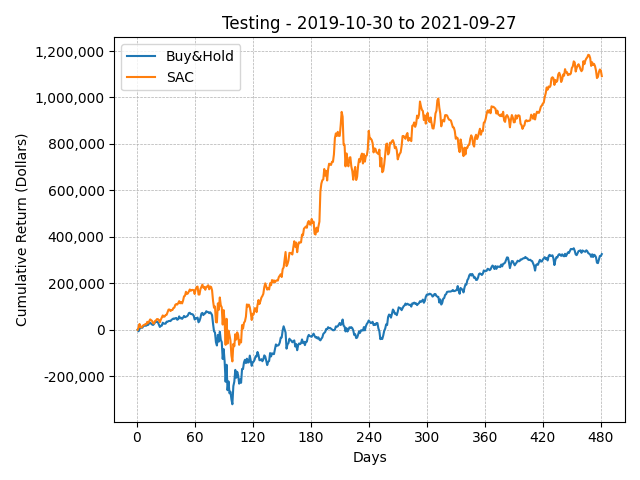 Testing - 2019-10-30 to 2021-09-27
Buy&Hold
SAC
Cumulative Return (Dollars)
1,200,000
1,000,000
800,000
600,000
400,000
200,000
0
-200,000
0 60 120 180 240 300 360 420 480
Days